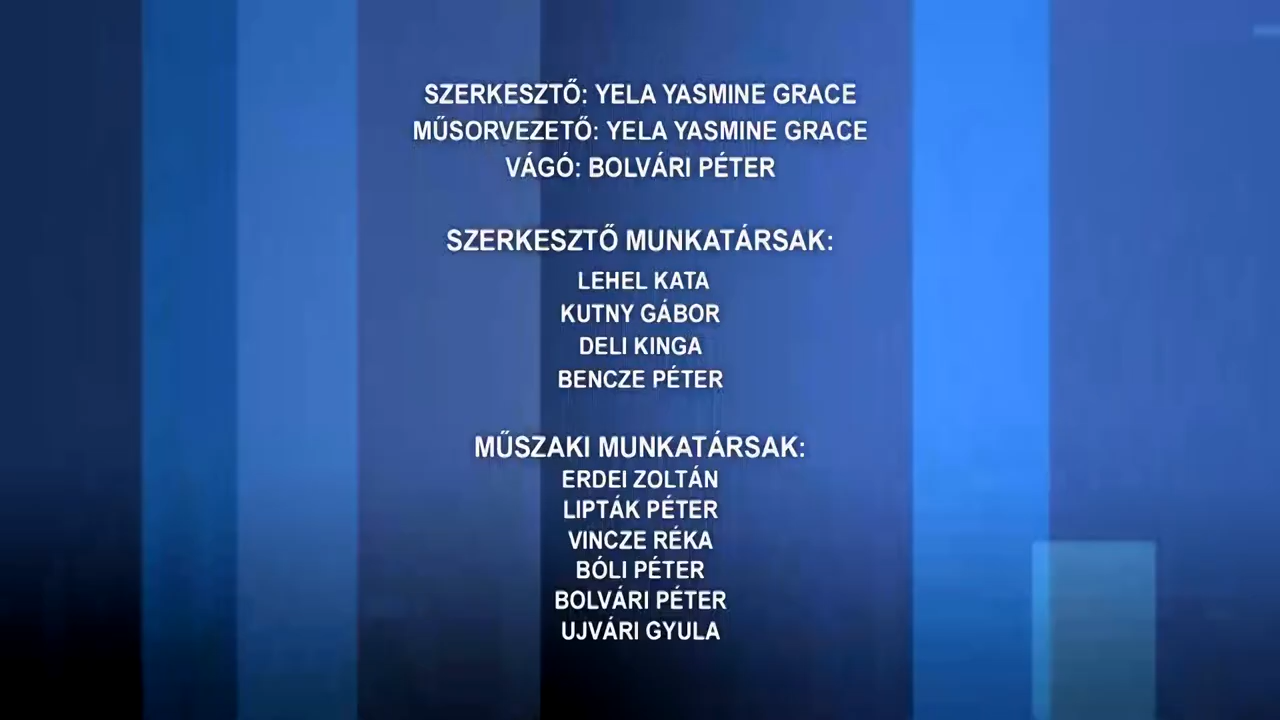 SZERKESZTŐ: YELA YASMINE GRACE
MŰSORVEZETŐ: YELA YASMINE GRACE
VÁGÓ: BOLVÁRI PÉTER
SZERKESZTŐ MUNKATÁRSAK:
LEHEL KATA
KUTNY GÁBOR
DELI KINGA
BENCZE PÉTER
MŰSZAKI MUNKATÁRSAK:
ERDEI ZOLTÁN
LIPTÁK PÉTER
VINCZE RÉKA
BÓLI PÉTER
BOLVÁRI PÉTER
UJVÁRI GYULA